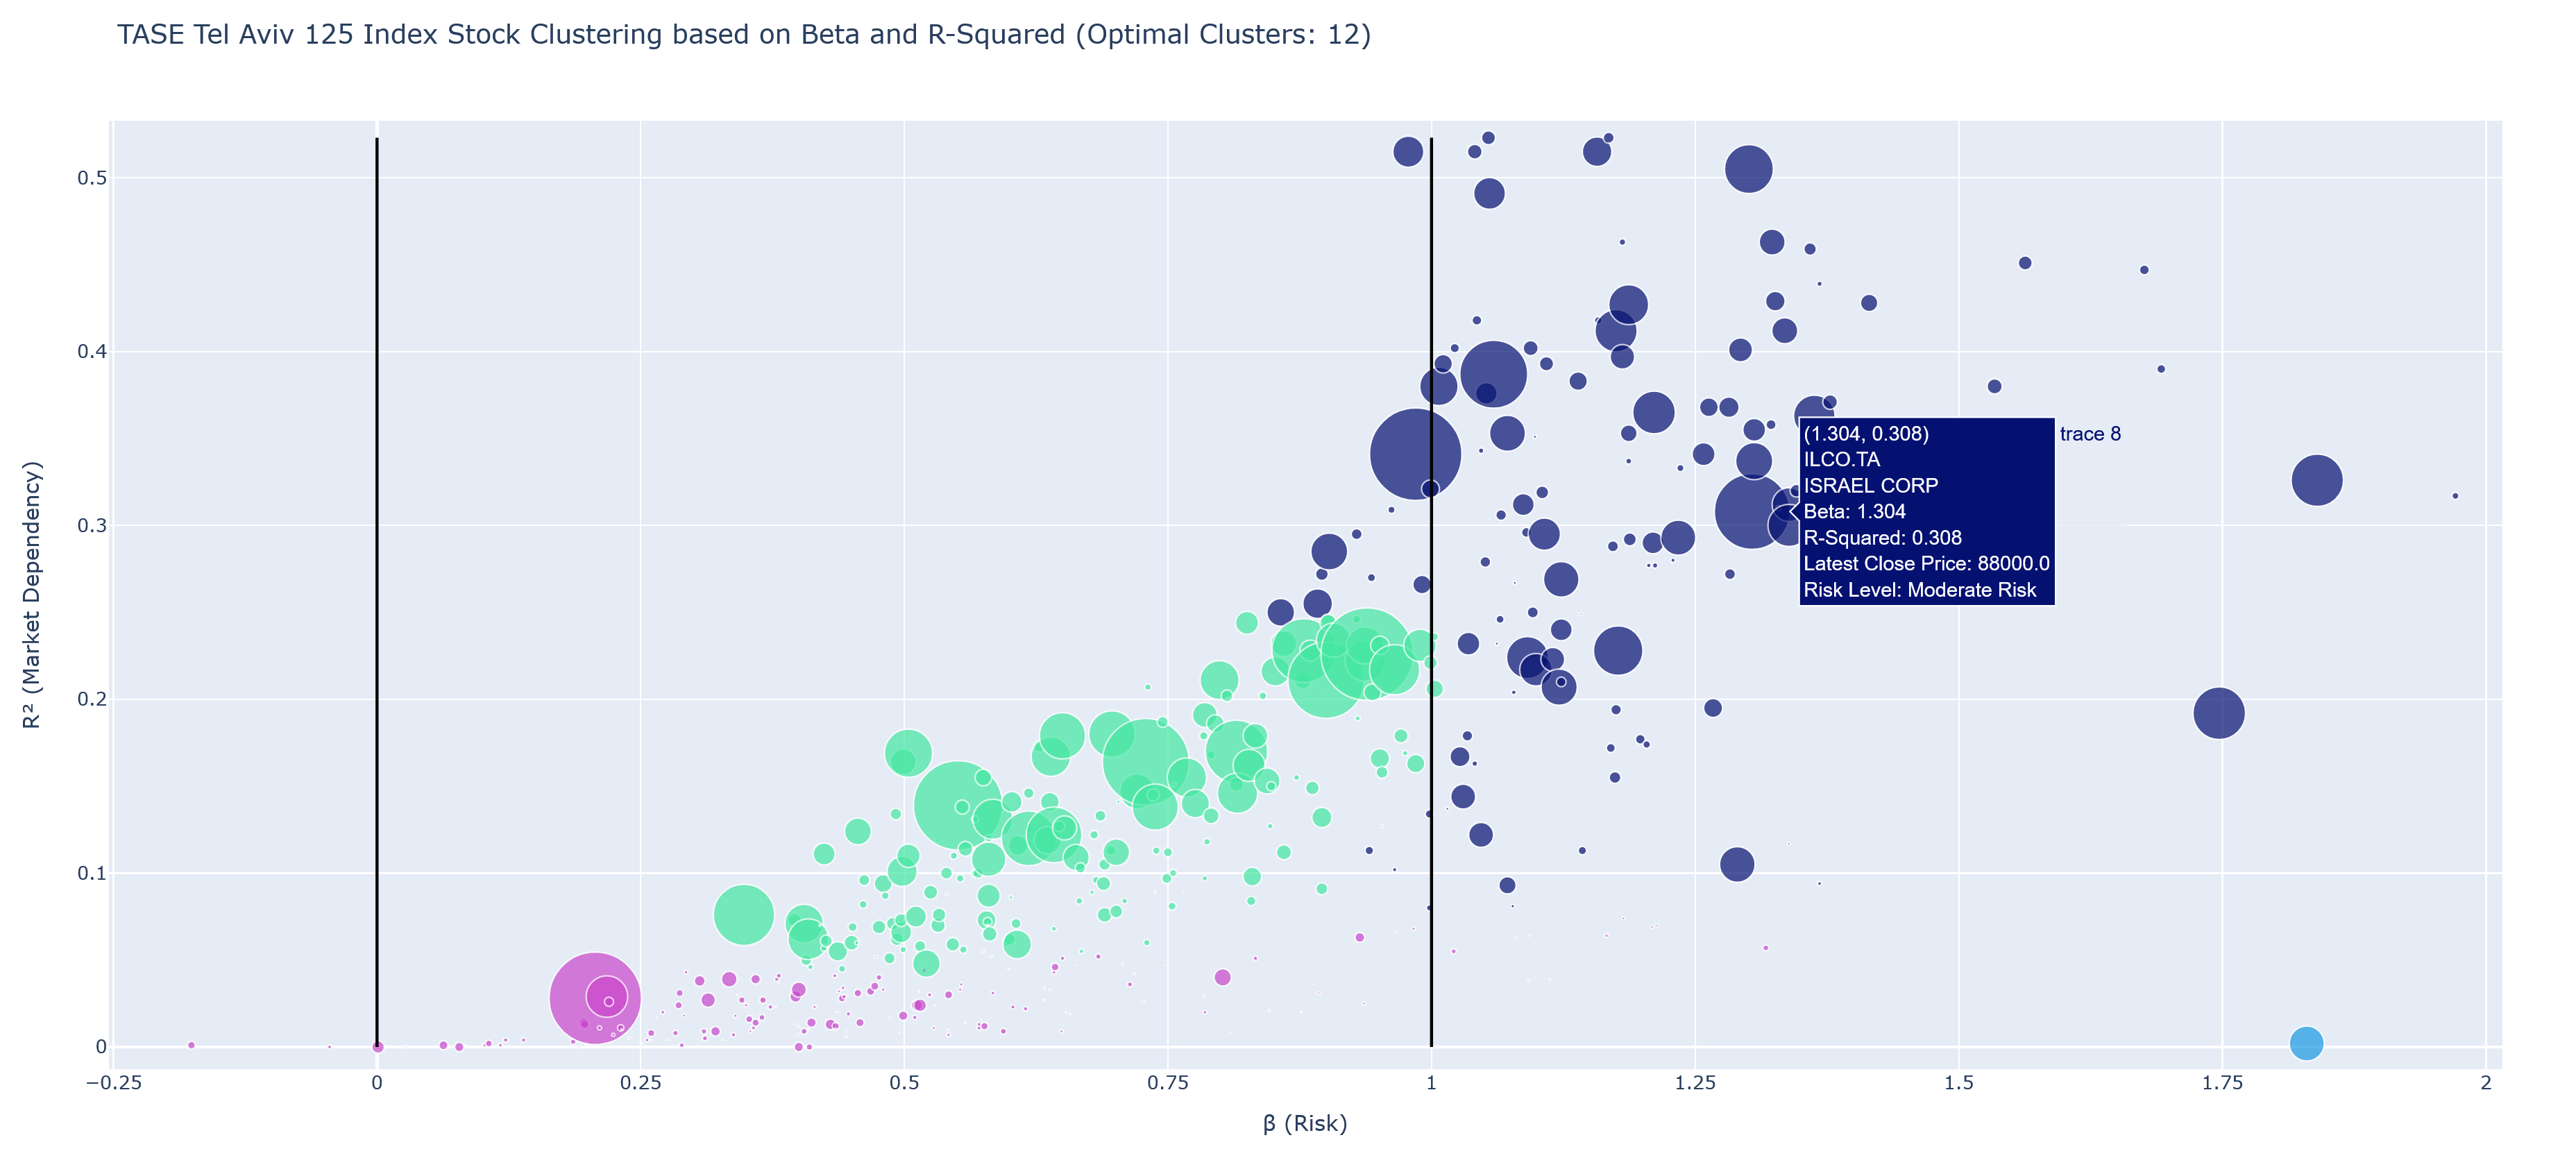 TASE Tel Aviv 125 Index Stock Clustering based on Beta and R-Squared (Optimal Clusters: 12)
R² (Market Dependency)
0.5
0.4
0.3
0.2
0.1
0
(1.304, 0.308)
trace 8
ILCO.TA
ISRAEL CORP
Beta: 1.304
R-Squared: 0.308
Latest Close Price: 88000.0
Risk Level: Moderate Risk
−0.25
0
0.25
0.5
0.75
1
1.25
1.5
1.75
2
β (Risk)